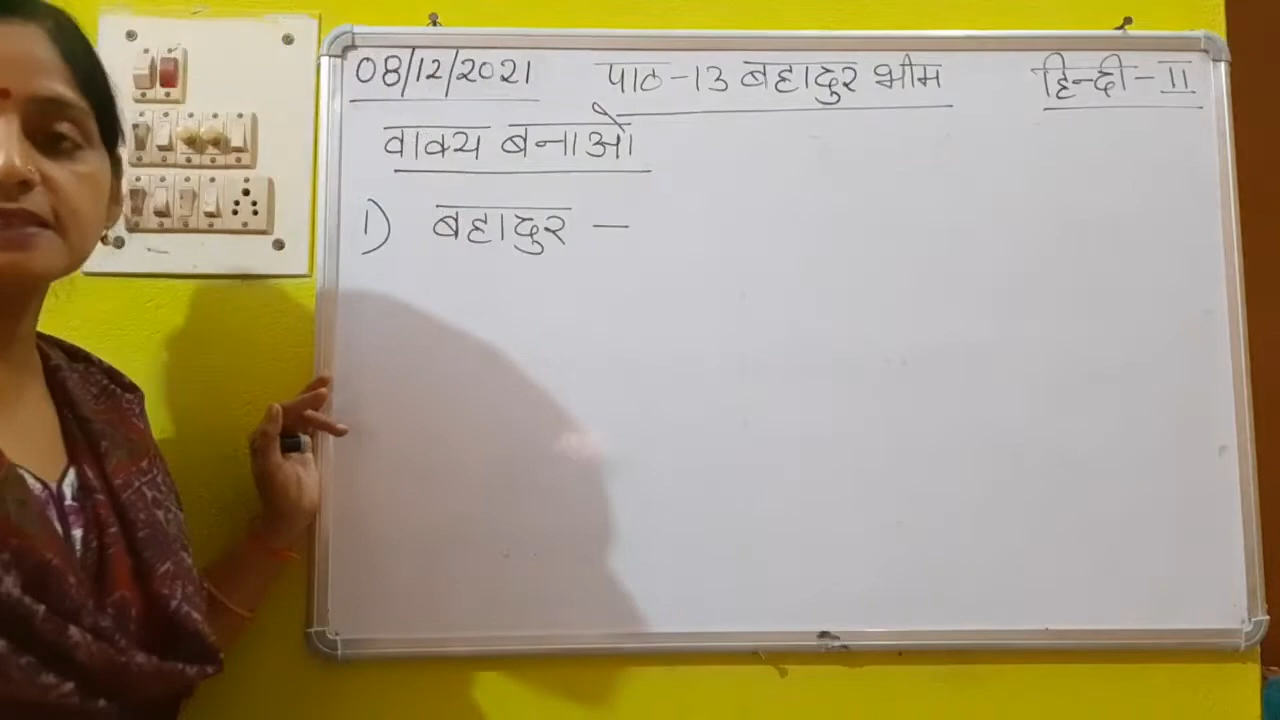 08/12/2021 पाठ-13 बहादुर भीम हिन्दी-II
वाक्य बनाओ
1) बहादुर —